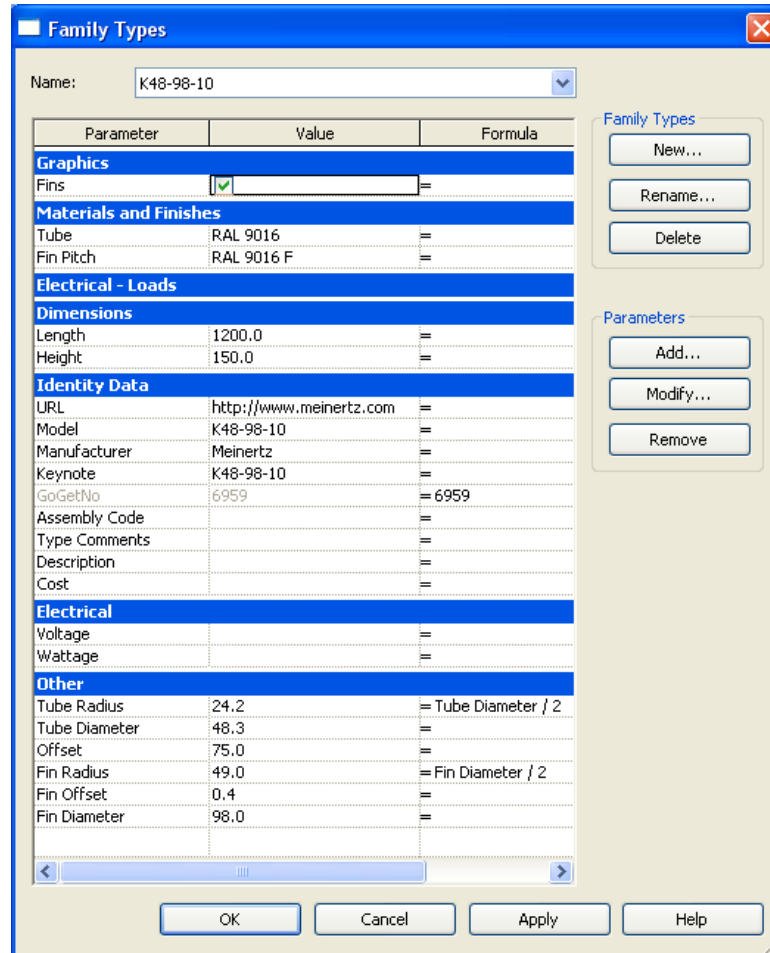 Family Types
Name: K48-98-10
Parameter Value Formula
Family Types
New...
Graphics
Fins =
Rename...
Materials and Finishes
Tube RAL 9016 =
Delete
Fin Pitch RAL 9016 F =
Electrical - Loads
Dimensions
Parameters
Length 1200.0 =
Height 150.0 =
Add...
Identity Data
Modify...
URL http://www.meinertz.com =
Model K48-98-10 =
Manufacturer Meinertz =
Remove
Keynote K48-98-10 =
GoGetNo 6959 = 6959
Assembly Code =
Type Comments =
Description =
Cost =
Electrical
Voltage =
Wattage =
Other
Tube Radius 24.2 = Tube Diameter / 2
Tube Diameter 48.3 =
Offset 75.0 =
Fin Radius 49.0 = Fin Diameter / 2
Fin Offset 0.4 =
Fin Diameter 98.0 =
OK Cancel Apply Help